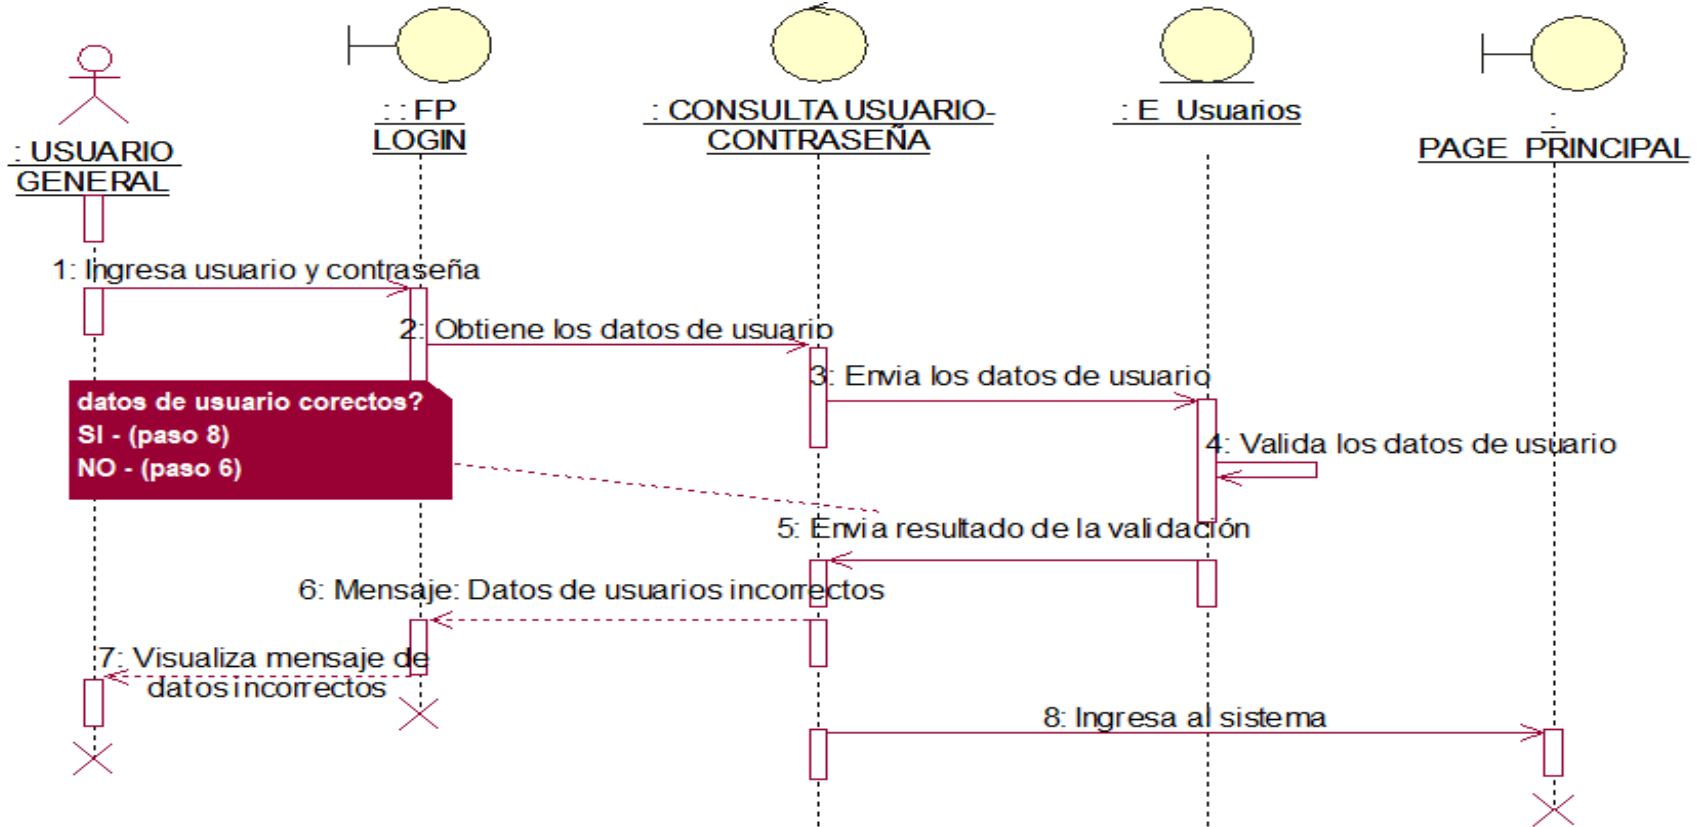 : : FP
LOGIN
: CONSULTA USUARIO-
CONTRASEÑA
: E_Usuarios
:
PAGE_PRINCIPAL
: USUARIO
GENERAL
1: Ingresa usuario y contraseña
2: Obtiene los datos de usuario
3: Envia los datos de usuario
datos de usuario corectos?
SI - (paso 8)
NO - (paso 6)
4: Valida los datos de usuario
5: Envia resultado de la validación
6: Mensaje: Datos de usuarios incorrectos
7: Visualiza mensaje de
datos incorrectos
8: Ingresa al sistema